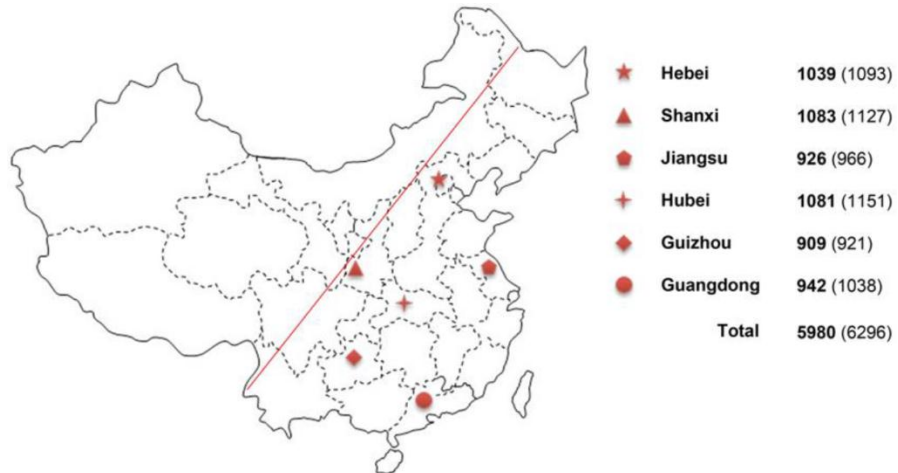 Hebei 1039 (1093)
Shanxi 1083 (1127)
Jiangsu 926 (966)
Hubei 1081 (1151)
Guizhou 909 (921)
Guangdong 942 (1038)
Total 5980 (6296)